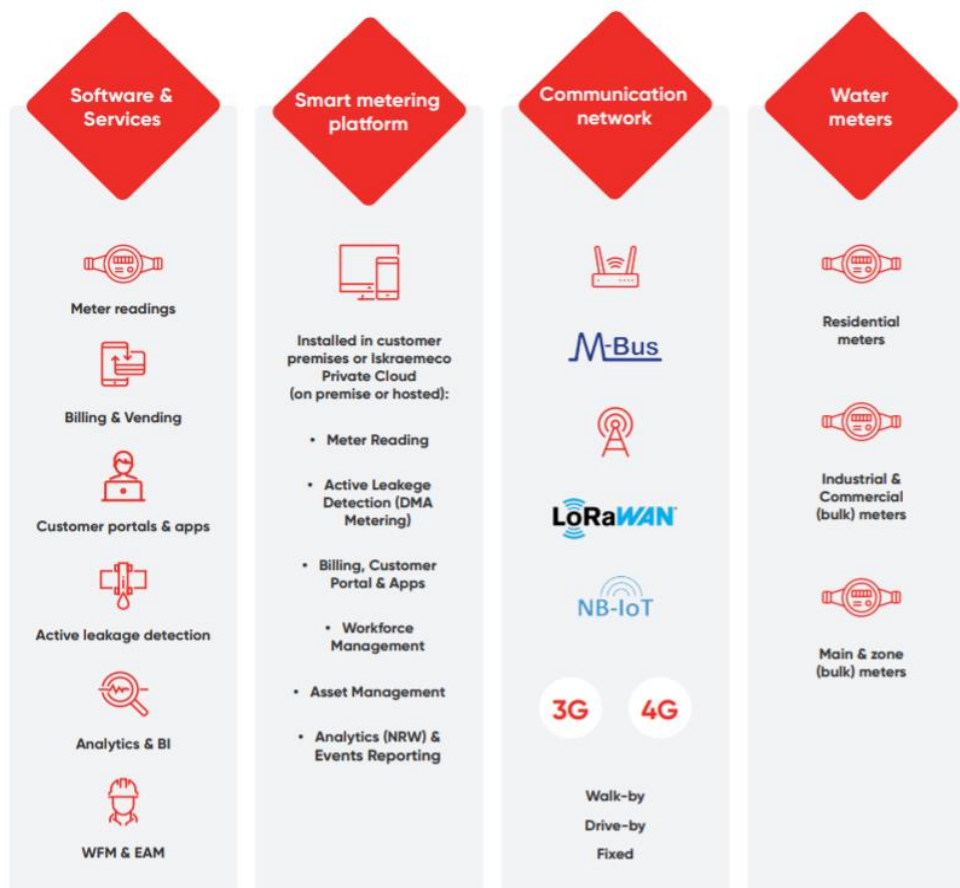 Software &
Services
Meter readings
Billing & Vending
Customer portals & apps
Active leakage detection
Analytics & BI
WFM & EAM
Smart metering
platform
Installed in customer
premises or Iskraemeco
Private Cloud
(on premise or hosted):
• Meter Reading
• Active Leakege
Detection (DMA
Metering)
• Billing, Customer
Portal & Apps
• Workforce
Management
• Asset Management
• Analytics (NRW) &
Events Reporting
Communication
network
M-Bus
LoRaWAN
NB-IoT
3G 4G
Walk-by
Drive-by
Fixed
Water
meters
Residential
meters
Industrial &
Commercial
(bulk) meters
Main & zone
(bulk) meters